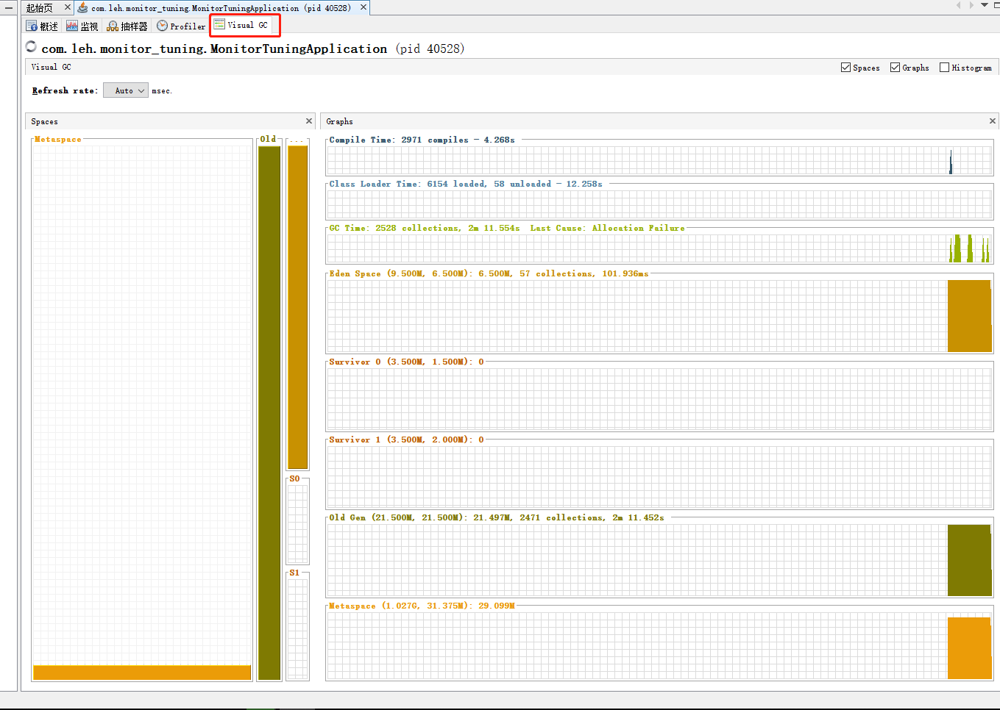 起始页
com.leh.monitor_tuning.MonitorTuningApplication (pid 40528)
概述 监视 抽样器 Profiler Visual GC
com.leh.monitor_tuning.MonitorTuningApplication (pid 40528)
Visual GC
Spaces Graphs Histogram
Refresh rate: Auto msec.
Spaces
Metaspace
Old
...
S0
S1
Graphs
Compile Time: 2971 compiles - 4.268s
Class Loader Time: 6154 loaded, 58 unloaded - 12.258s
GC Time: 2528 collections, 2m 11.554s Last Cause: Allocation Failure
Eden Space (9.500M, 6.500M): 6.500M, 57 collections, 101.936ms
Survivor 0 (3.500M, 1.500M): 0
Survivor 1 (3.500M, 2.000M): 0
Old Gen (21.500M, 21.500M): 21.497M, 2471 collections, 2m 11.452s
Metaspace (1.027G, 31.375M): 29.099M